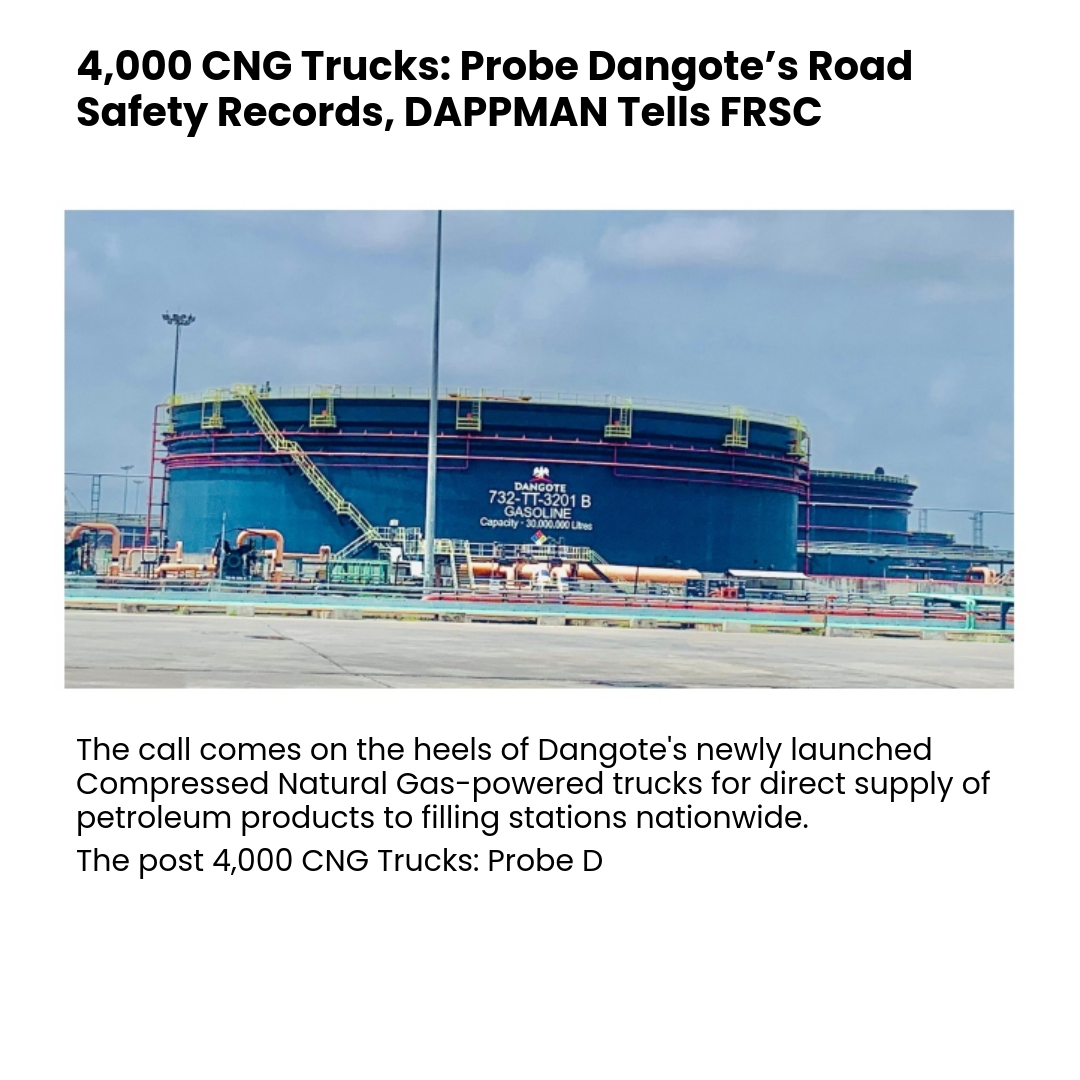 4,000 CNG Trucks: Probe Dangote’s Road
Safety Records, DAPPMAN Tells FRSC
DANGOTE
732-TT-3201 B
GASOLINE
Capacity - 30,000,000 Litres
The call comes on the heels of Dangote's newly launched
Compressed Natural Gas-powered trucks for direct supply of
petroleum products to filling stations nationwide.
The post 4,000 CNG Trucks: Probe D